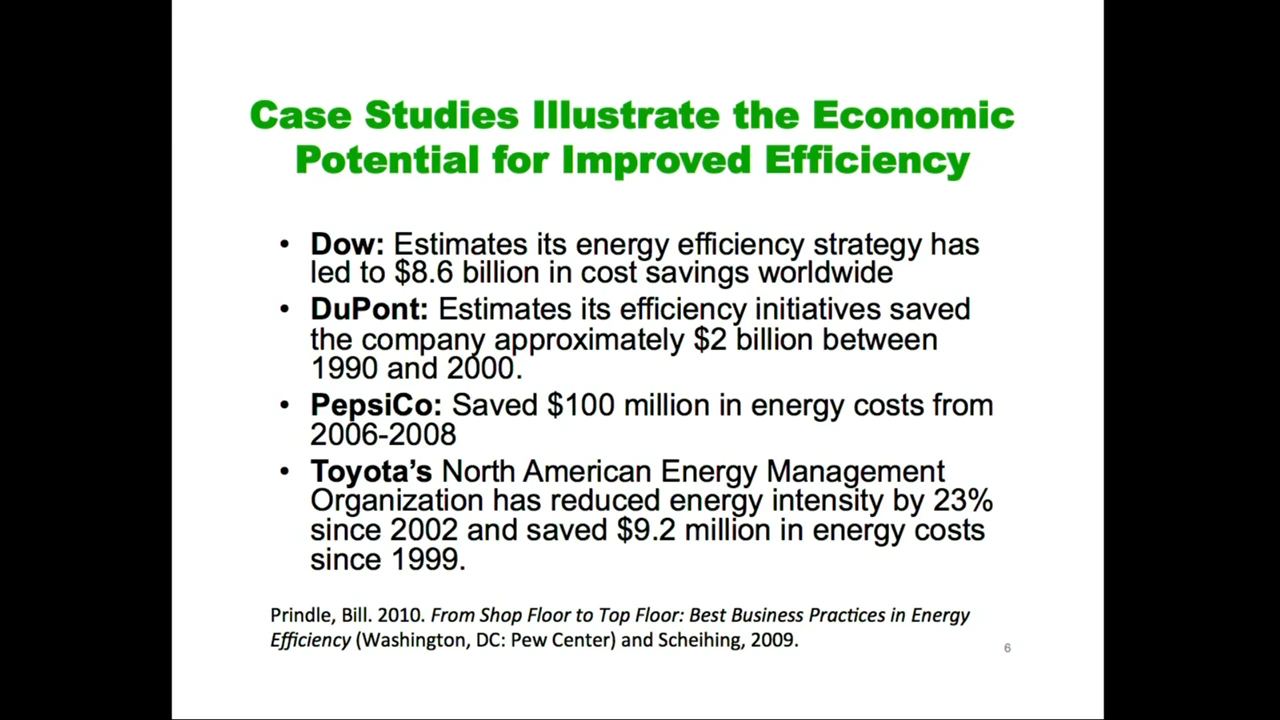 Case Studies Illustrate the Economic
Potential for Improved Efficiency
• Dow: Estimates its energy efficiency strategy has
led to $8.6 billion in cost savings worldwide
• DuPont: Estimates its efficiency initiatives saved
the company approximately $2 billion between
1990 and 2000.
• PepsiCo: Saved $100 million in energy costs from
2006-2008
• Toyota’s North American Energy Management
Organization has reduced energy intensity by 23%
since 2002 and saved $9.2 million in energy costs
since 1999.
Prindle, Bill. 2010. From Shop Floor to Top Floor: Best Business Practices in Energy
Efficiency (Washington, DC: Pew Center) and Scheihing, 2009.
6